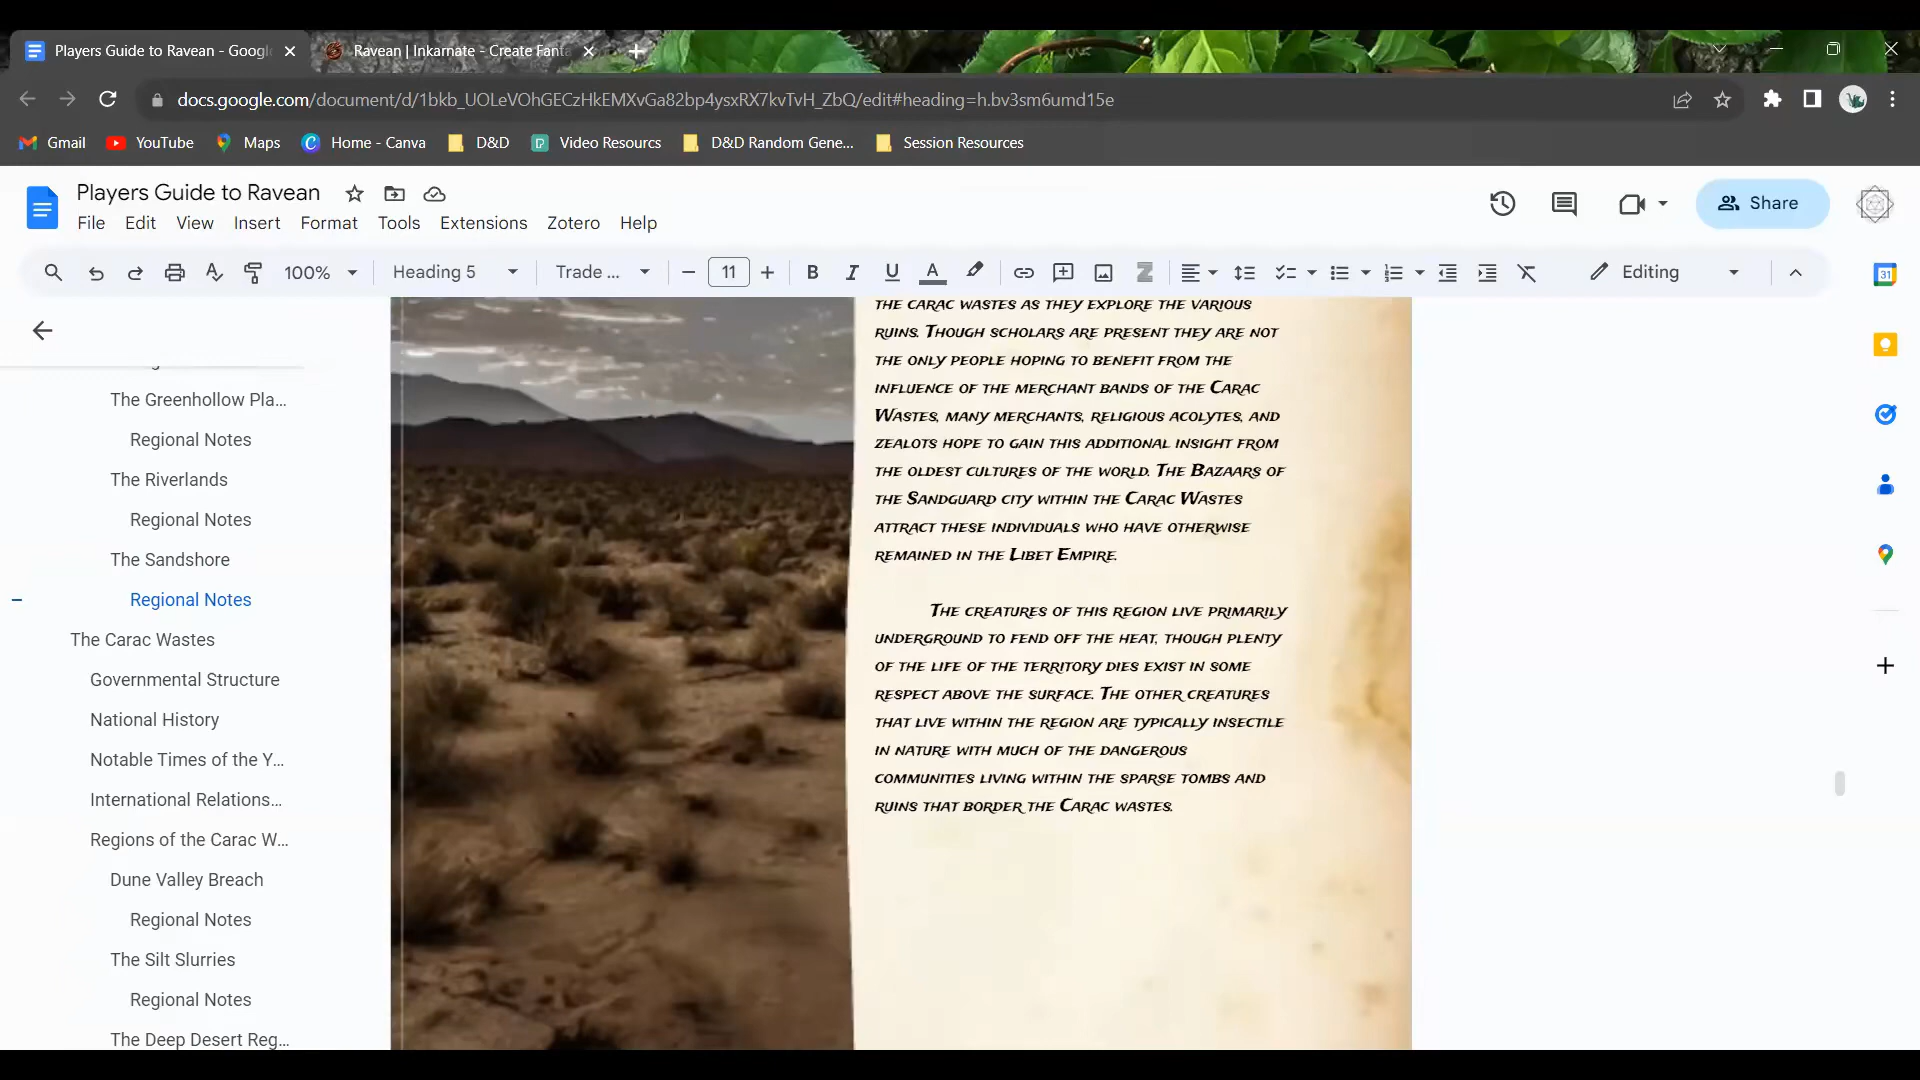 Players Guide to Ravean - Googl
Ravean | Inkarnate - Create Fanta
docs.google.com/document/d/1bkb_UOLeVOhGECzHkEMXvGa82bp4ysxRX7kvTvH_ZbQ/edit#heading=h.bv3sm6umd15e
Gmail
YouTube
Maps
Home - Canva
D&D
Video Resourcs
D&D Random Gene...
Session Resources
Players Guide to Ravean
File Edit View Insert Format Tools Extensions Zotero Help
Share
100%
Heading 5
Trade ...
11
Editing
31
The Greenhollow Pla...
Regional Notes
The Riverlands
Regional Notes
The Sandshore
Regional Notes
The Carac Wastes
Governmental Structure
National History
Notable Times of the Y...
International Relations...
Regions of the Carac W...
Dune Valley Breach
Regional Notes
The Silt Slurries
Regional Notes
The Deep Desert Reg...
THE CARAC WASTES AS THEY EXPLORE THE VARIOUS
RUINS. THOUGH SCHOLARS ARE PRESENT THEY ARE NOT
THE ONLY PEOPLE HOPING TO BENEFIT FROM THE
INFLUENCE OF THE MERCHANT BANDS OF THE CARAC
WASTES, MANY MERCHANTS, RELIGIOUS ACOLYTES, AND
ZEALOTS HOPE TO GAIN THIS ADDITIONAL INSIGHT FROM
THE OLDEST CULTURES OF THE WORLD. THE BAZAARS OF
THE SANDGUARD CITY WITHIN THE CARAC WASTES
ATTRACT THESE INDIVIDUALS WHO HAVE OTHERWISE
REMAINED IN THE LIBET EMPIRE.
THE CREATURES OF THIS REGION LIVE PRIMARILY
UNDERGROUND TO FEND OFF THE HEAT, THOUGH PLENTY
OF THE LIFE OF THE TERRITORY DIES EXIST IN SOME
RESPECT ABOVE THE SURFACE. THE OTHER CREATURES
THAT LIVE WITHIN THE REGION ARE TYPICALLY INSECTILE
IN NATURE WITH MUCH OF THE DANGEROUS
COMMUNITIES LIVING WITHIN THE SPARSE TOMBS AND
RUINS THAT BORDER THE CARAC WASTES.